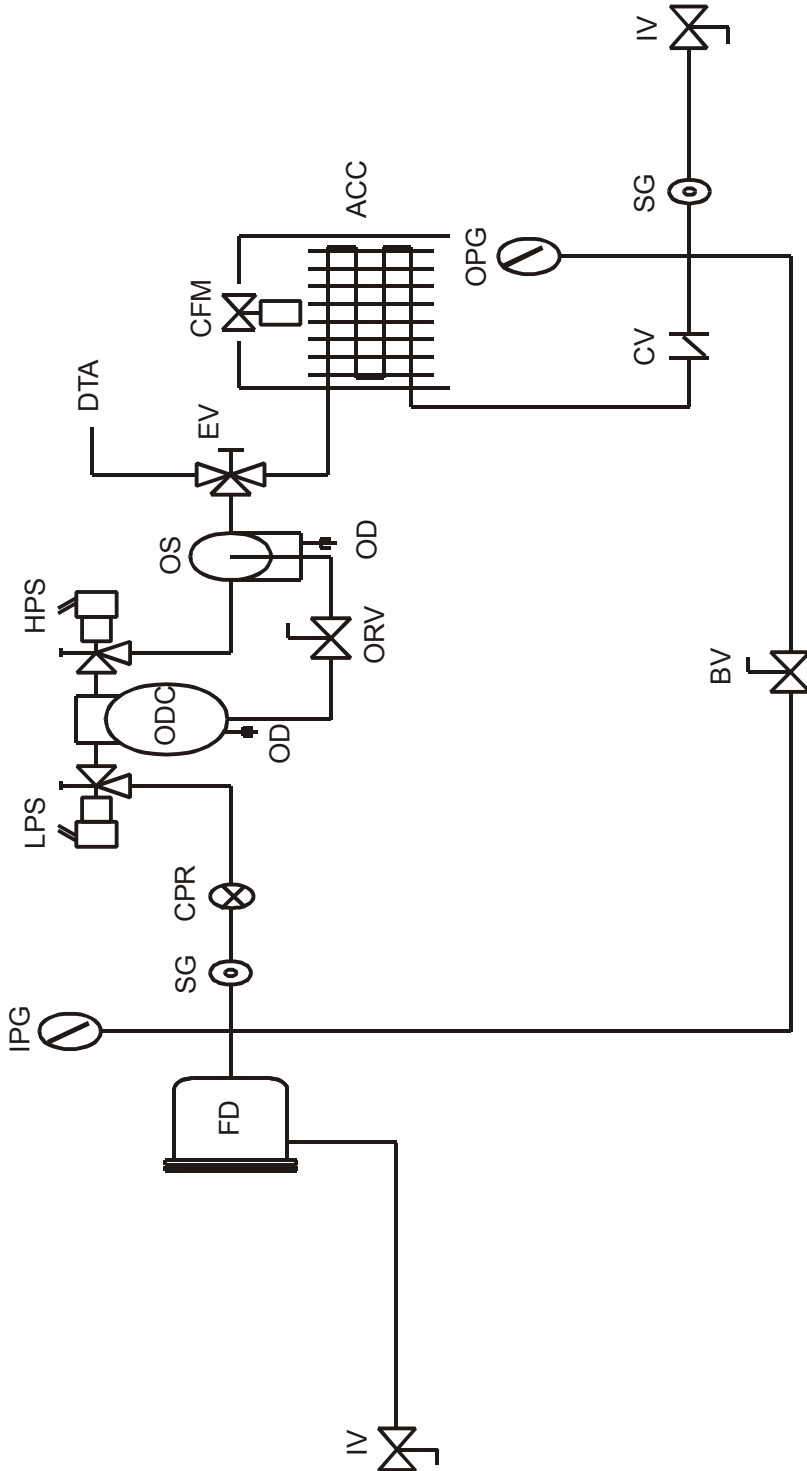 IV
FD
IPG
SG
CPR
LPS
ODC
OD
HPS
ORV
OS
OD
EV
DTA
CFM
ACC
BV
CV
OPG
SG
IV